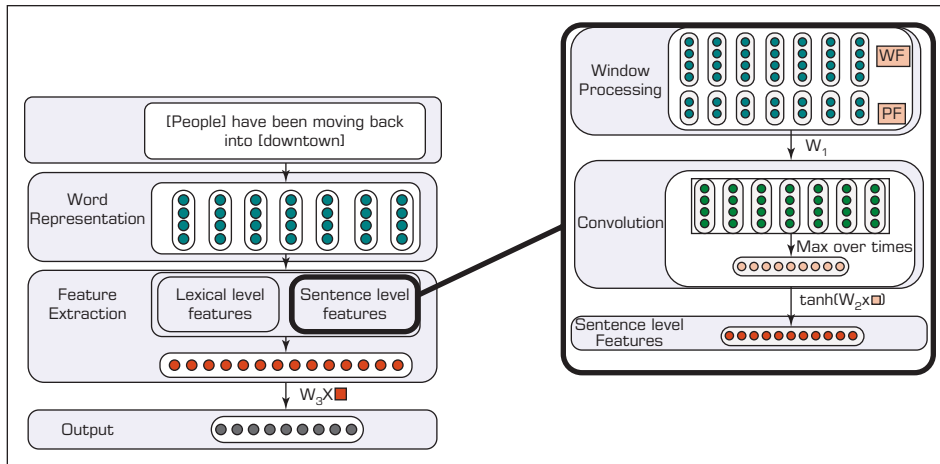 [People] have been moving back
into [downtown]
Word
Representation
Feature
Extraction
Lexical level
features
Sentence level
features
W₃X
Output
Window
Processing
WF
PF
W₁
Convolution
Max over times
tanh(W₂x )
Sentence level
Features